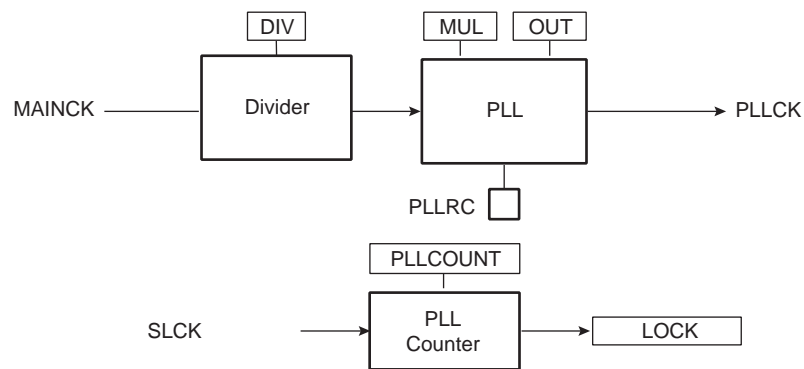 DIV
MUL
OUT
MAINCK
Divider
PLL
PLLCK
PLLRC
PLLCOUNT
SLCK
PLL
Counter
LOCK